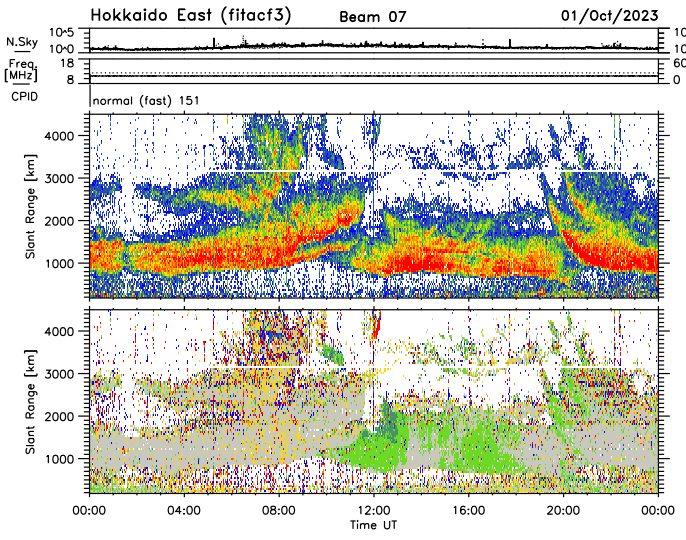 Hokkaido East (fitacf3) Beam 07 01/Oct/2023
N.Sky 10^5 10^0 10 10
Freq. [MHz] 18 8 60 0
CPID normal (fast) 151
Slant Range [km] 4000 3000 2000 1000
Slant Range [km] 4000 3000 2000 1000
00:00 04:00 08:00 12:00 16:00 20:00 00:00
Time UT